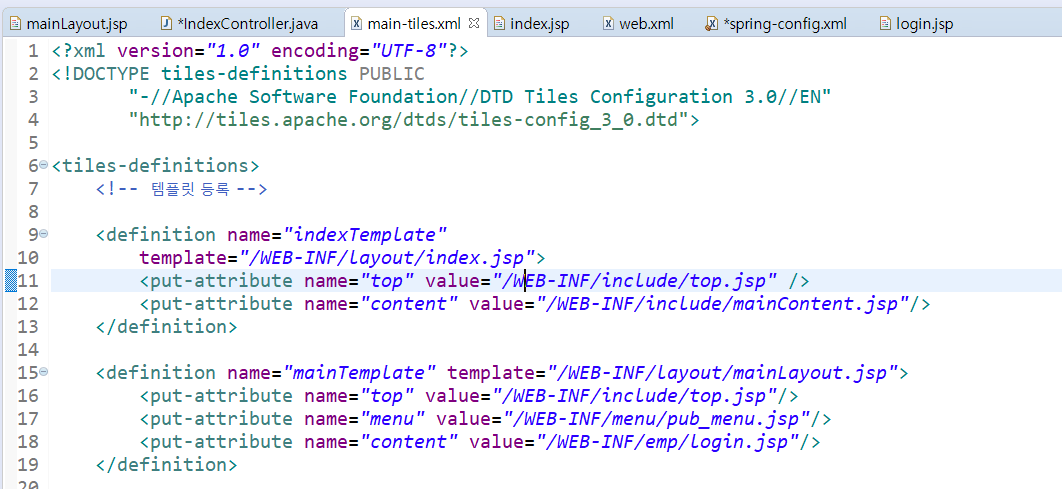 mainLayout.jsp *IndexController.java main-tiles.xml index.jsp web.xml *spring-config.xml login.jsp
1 <?xml version="1.0" encoding="UTF-8"?>
2 <!DOCTYPE tiles-definitions PUBLIC
3 "-//Apache Software Foundation//DTD Tiles Configuration 3.0//EN"
4 "http://tiles.apache.org/dtds/tiles-config_3_0.dtd">
5
6 <tiles-definitions>
7 <!-- 템플릿 등록 -->
8
9 <definition name="indexTemplate"
10 template="/WEB-INF/layout/index.jsp">
11 <put-attribute name="top" value="/WEB-INF/include/top.jsp" />
12 <put-attribute name="content" value="/WEB-INF/include/mainContent.jsp"/>
13 </definition>
14
15 <definition name="mainTemplate" template="/WEB-INF/layout/mainLayout.jsp">
16 <put-attribute name="top" value="/WEB-INF/include/top.jsp"/>
17 <put-attribute name="menu" value="/WEB-INF/menu/pub_menu.jsp"/>
18 <put-attribute name="content" value="/WEB-INF/emp/login.jsp"/>
19 </definition>
20